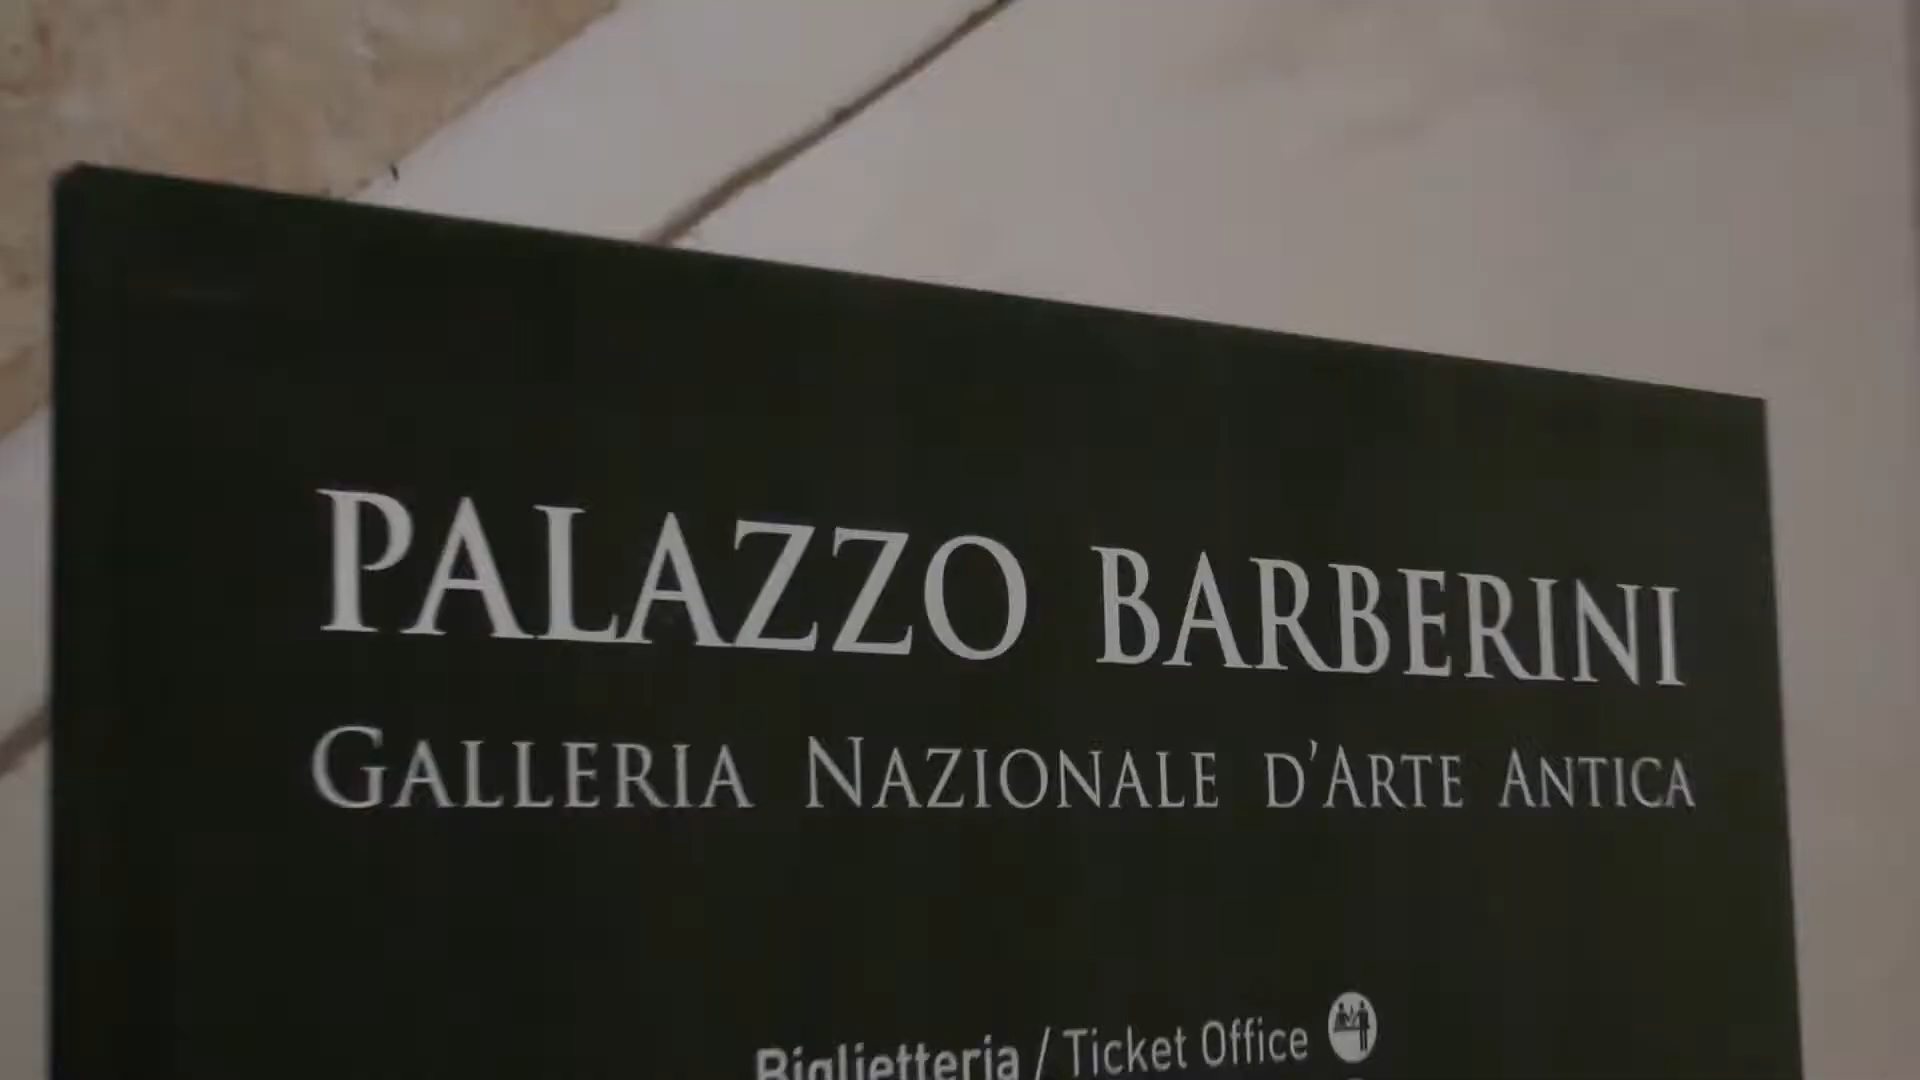 PALAZZO BARBERINI
GALLERIA NAZIONALE D'ARTE ANTICA
Biglietteria / Ticket Office